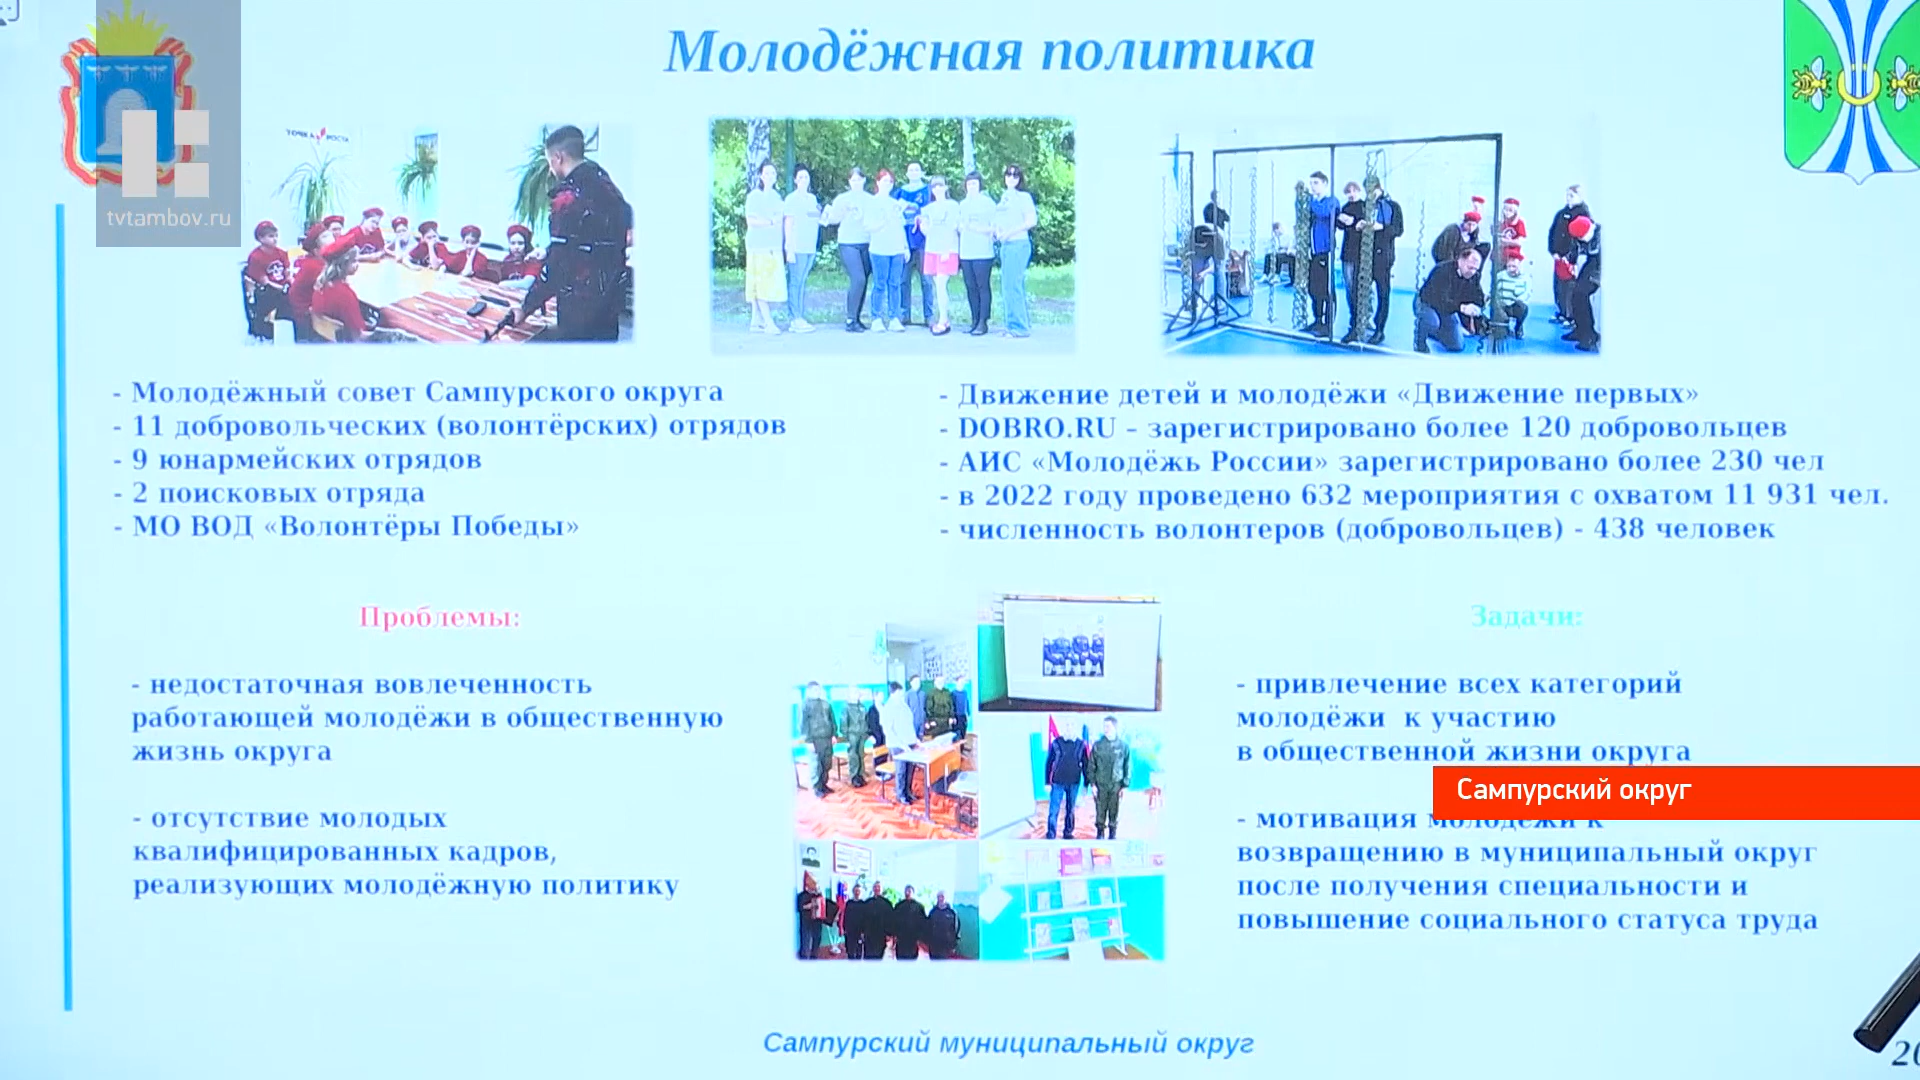 Молодёжная политика
tvtambov.ru
ТОЧКА РОСТА
- Молодёжный совет Сампурского округа
- 11 добровольческих (волонтёрских) отрядов
- 9 юнармейских отрядов
- 2 поисковых отряда
- МО ВОД «Волонтёры Победы»
- Движение детей и молодёжи «Движение первых»
- DOBRO.RU – зарегистрировано более 120 добровольцев
- АИС «Молодёжь России» зарегистрировано более 230 чел
- в 2022 году проведено 632 мероприятия с охватом 11 931 чел.
- численность волонтеров (добровольцев) - 438 человек
Проблемы:
- недостаточная вовлеченность
работающей молодёжи в общественную
жизнь округа
- отсутствие молодых
квалифицированных кадров,
реализующих молодёжную политику
Задачи:
- привлечение всех категорий
молодёжи к участию
в общественной жизни округа
Сампурский округ
- мотивация молодёжи к
возвращению в муниципальный округ
после получения специальности и
повышение социального статуса труда
Сампурский муниципальный округ